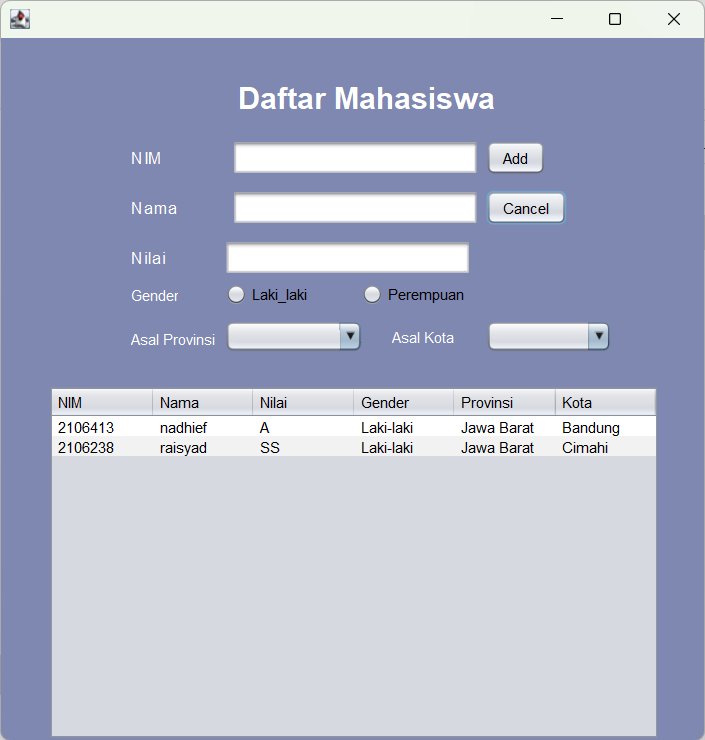 Daftar Mahasiswa
NIM Add
Nama Cancel
Nilai
Gender Laki_laki Perempuan
Asal Provinsi Asal Kota
NIM Nama Nilai Gender Provinsi Kota
2106413 nadhief A Laki-laki Jawa Barat Bandung
2106238 raisyad SS Laki-laki Jawa Barat Cimahi